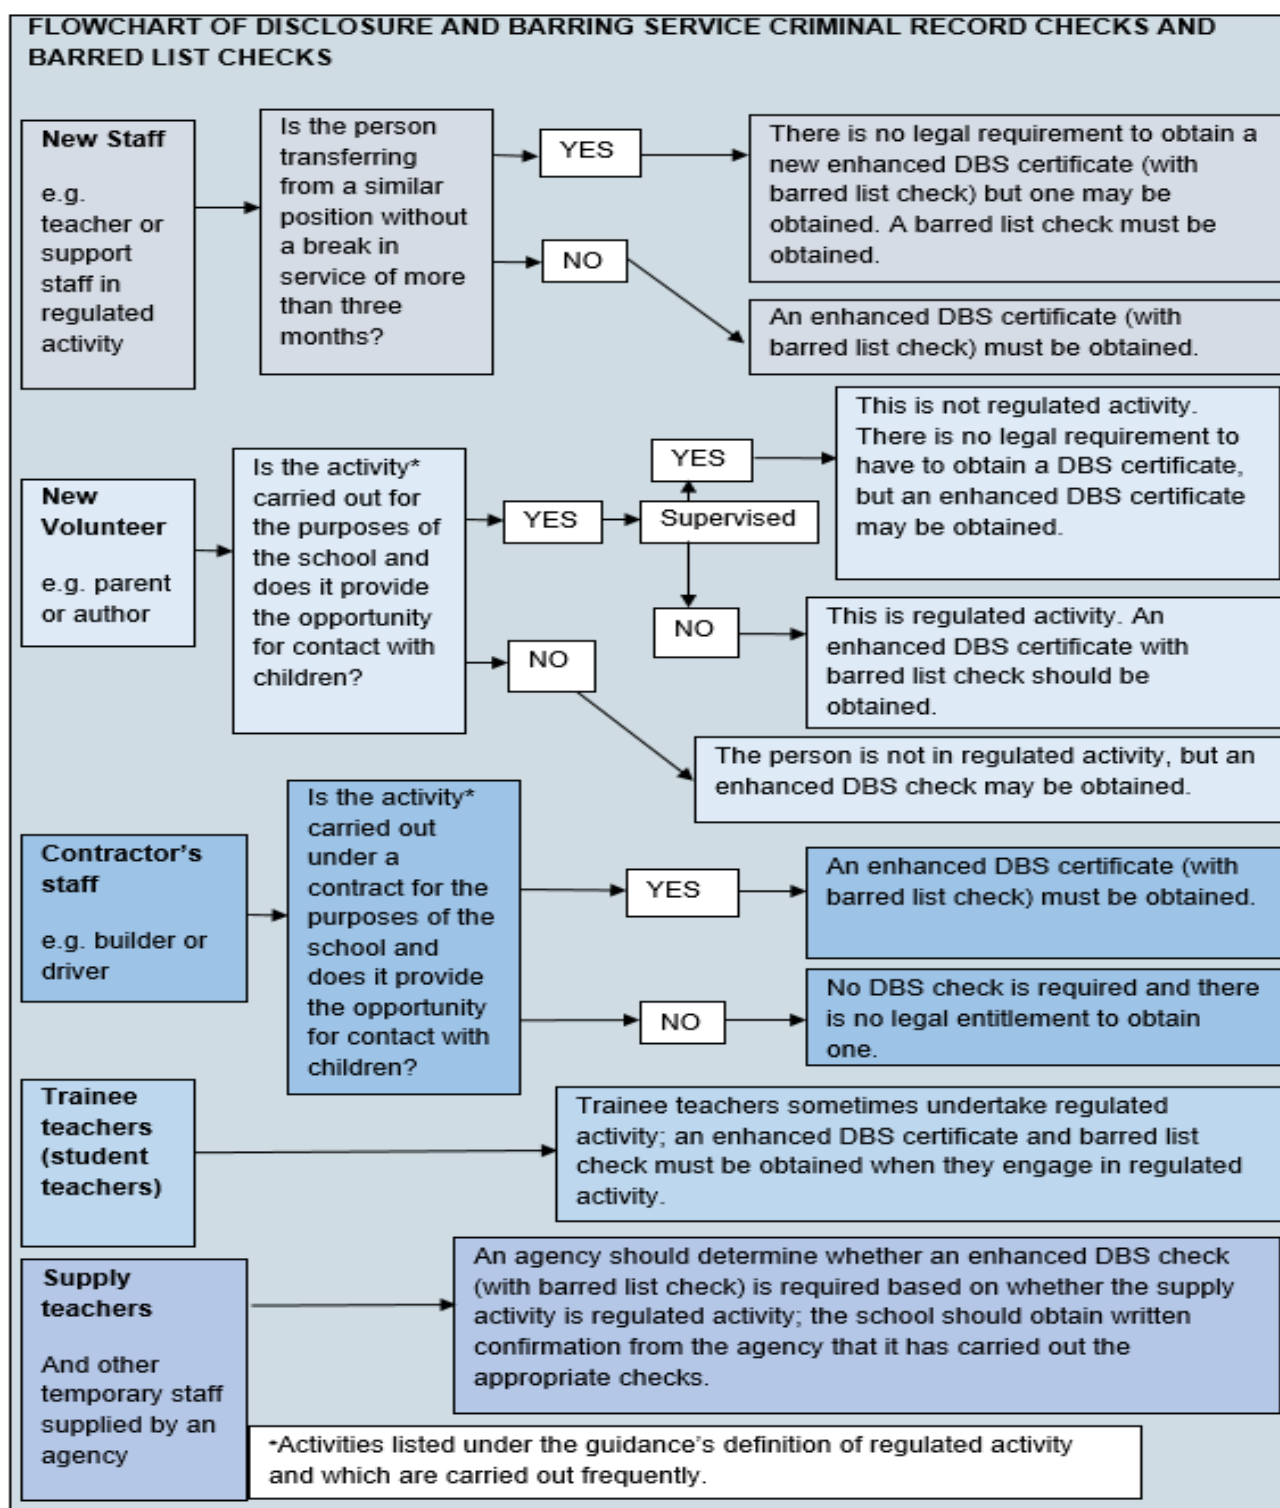 FLOWCHART OF DISCLOSURE AND BARRING SERVICE CRIMINAL RECORD CHECKS AND
BARRED LIST CHECKS
New Staff
e.g.
teacher or
support
staff in
regulated
activity
Is the person
transferring
from a similar
position without
a break in
service of more
than three
months?
YES
There is no legal requirement to obtain a
new enhanced DBS certificate (with
barred list check) but one may be
obtained. A barred list check must be
obtained.
NO
An enhanced DBS certificate (with
barred list check) must be obtained.
New
Volunteer
e.g. parent
or author
Is the activity*
carried out for
the purposes of
the school and
does it provide
the opportunity
for contact with
children?
YES
Supervised
YES
This is not regulated activity.
There is no legal requirement to
have to obtain a DBS certificate,
but an enhanced DBS certificate
may be obtained.
NO
This is regulated activity. An
enhanced DBS certificate with
barred list check should be
obtained.
NO
The person is not in regulated activity, but an
enhanced DBS check may be obtained.
Contractor's
staff
e.g. builder or
driver
Is the activity*
carried out
under a
contract for the
purposes of the
school and
does it provide
the opportunity
for contact with
children?
YES
An enhanced DBS certificate (with
barred list check) must be obtained.
NO
No DBS check is required and there
is no legal entitlement to obtain
one.
Trainee
teachers
(student
teachers)
Trainee teachers sometimes undertake regulated
activity; an enhanced DBS certificate and barred list
check must be obtained when they engage in regulated
activity.
Supply
teachers
And other
temporary staff
supplied by an
agency
An agency should determine whether an enhanced DBS check
(with barred list check) is required based on whether the supply
activity is regulated activity; the school should obtain written
confirmation from the agency that it has carried out the
appropriate checks.
*Activities listed under the guidance's definition of regulated activity
and which are carried out frequently.